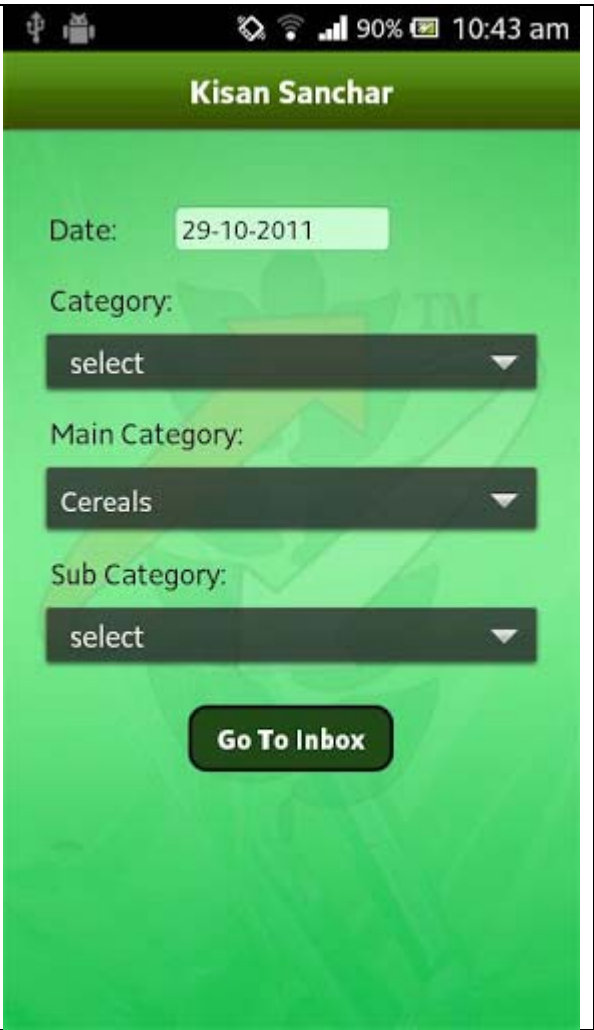 90% 10:43 am
Kisan Sanchar
Date: 29-10-2011
TM
Category:
select
Main Category:
Cereals
Sub Category:
select
Go To Inbox